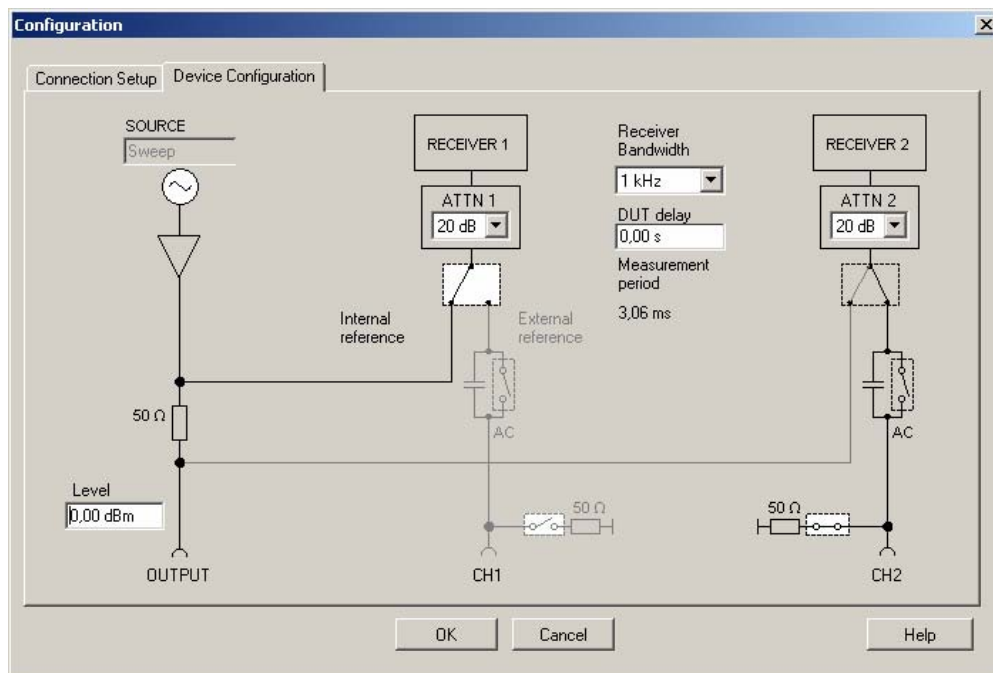 Configuration
Connection Setup
Device Configuration
SOURCE
Sweep
RECEIVER 1
ATTN 1
20 dB
Receiver
Bandwidth
1 kHz
DUT delay
0,00 s
Measurement
period
3,06 ms
RECEIVER 2
ATTN 2
20 dB
Internal
reference
External
reference
AC
AC
50 Ω
Level
0,00 dBm
50 Ω
50 Ω
OUTPUT
CH1
CH2
OK
Cancel
Help